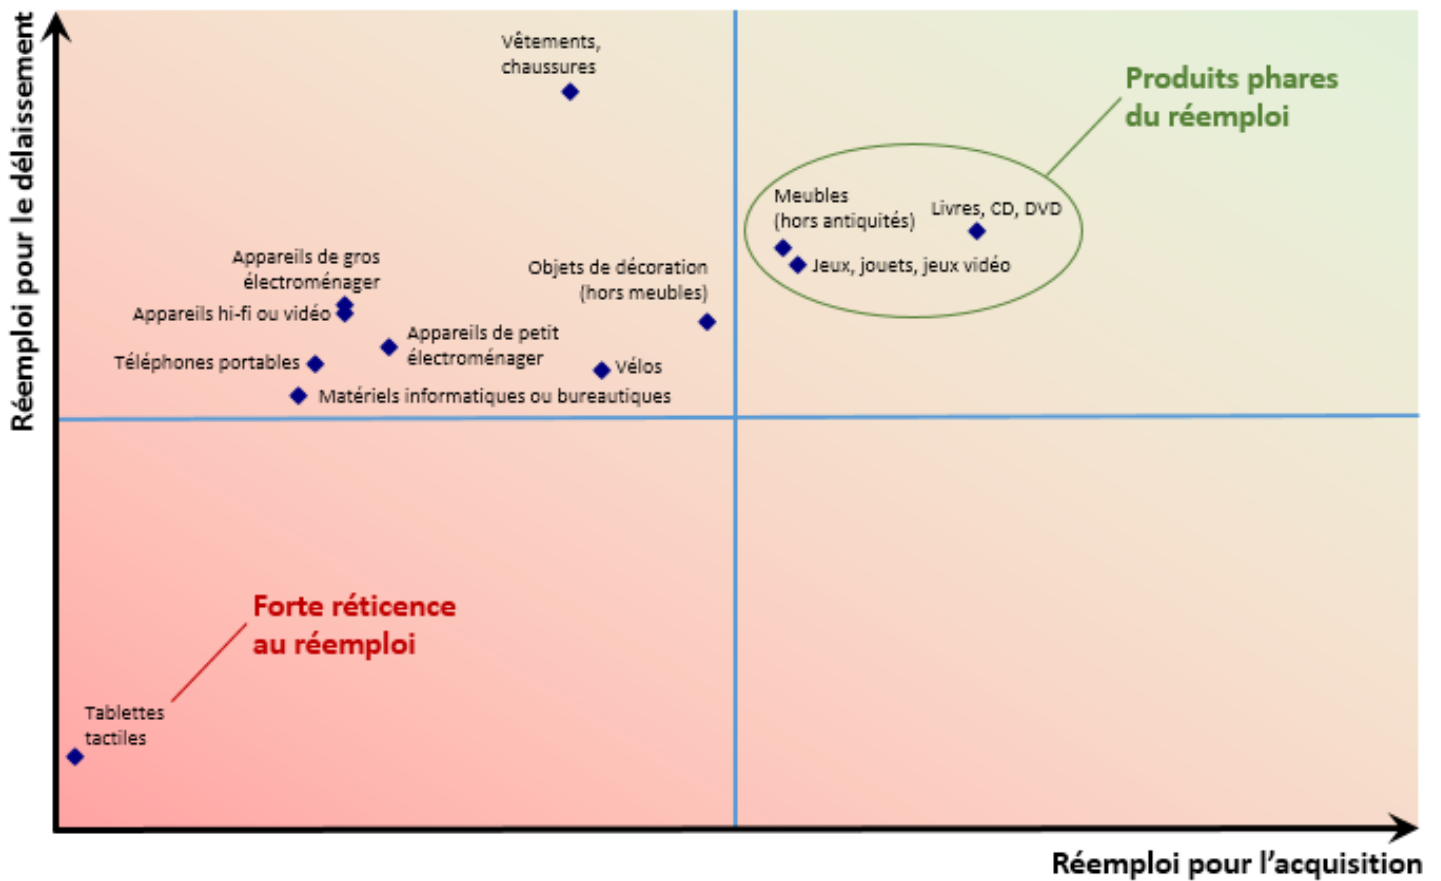 Réemploi pour le délaissement
Vêtements,
chaussures
Produits phares
du réemploi
Meubles
(hors antiquités)
Livres, CD, DVD
Jeux, jouets, jeux vidéo
Appareils de gros
électroménager
Appareils hi-fi ou vidéo
Objets de décoration
(hors meubles)
Appareils de petit
électroménager
Téléphones portables
Vélos
Matériels informatiques ou bureautiques
Forte réticence
au réemploi
Tablettes
tactiles
Réemploi pour l’acquisition